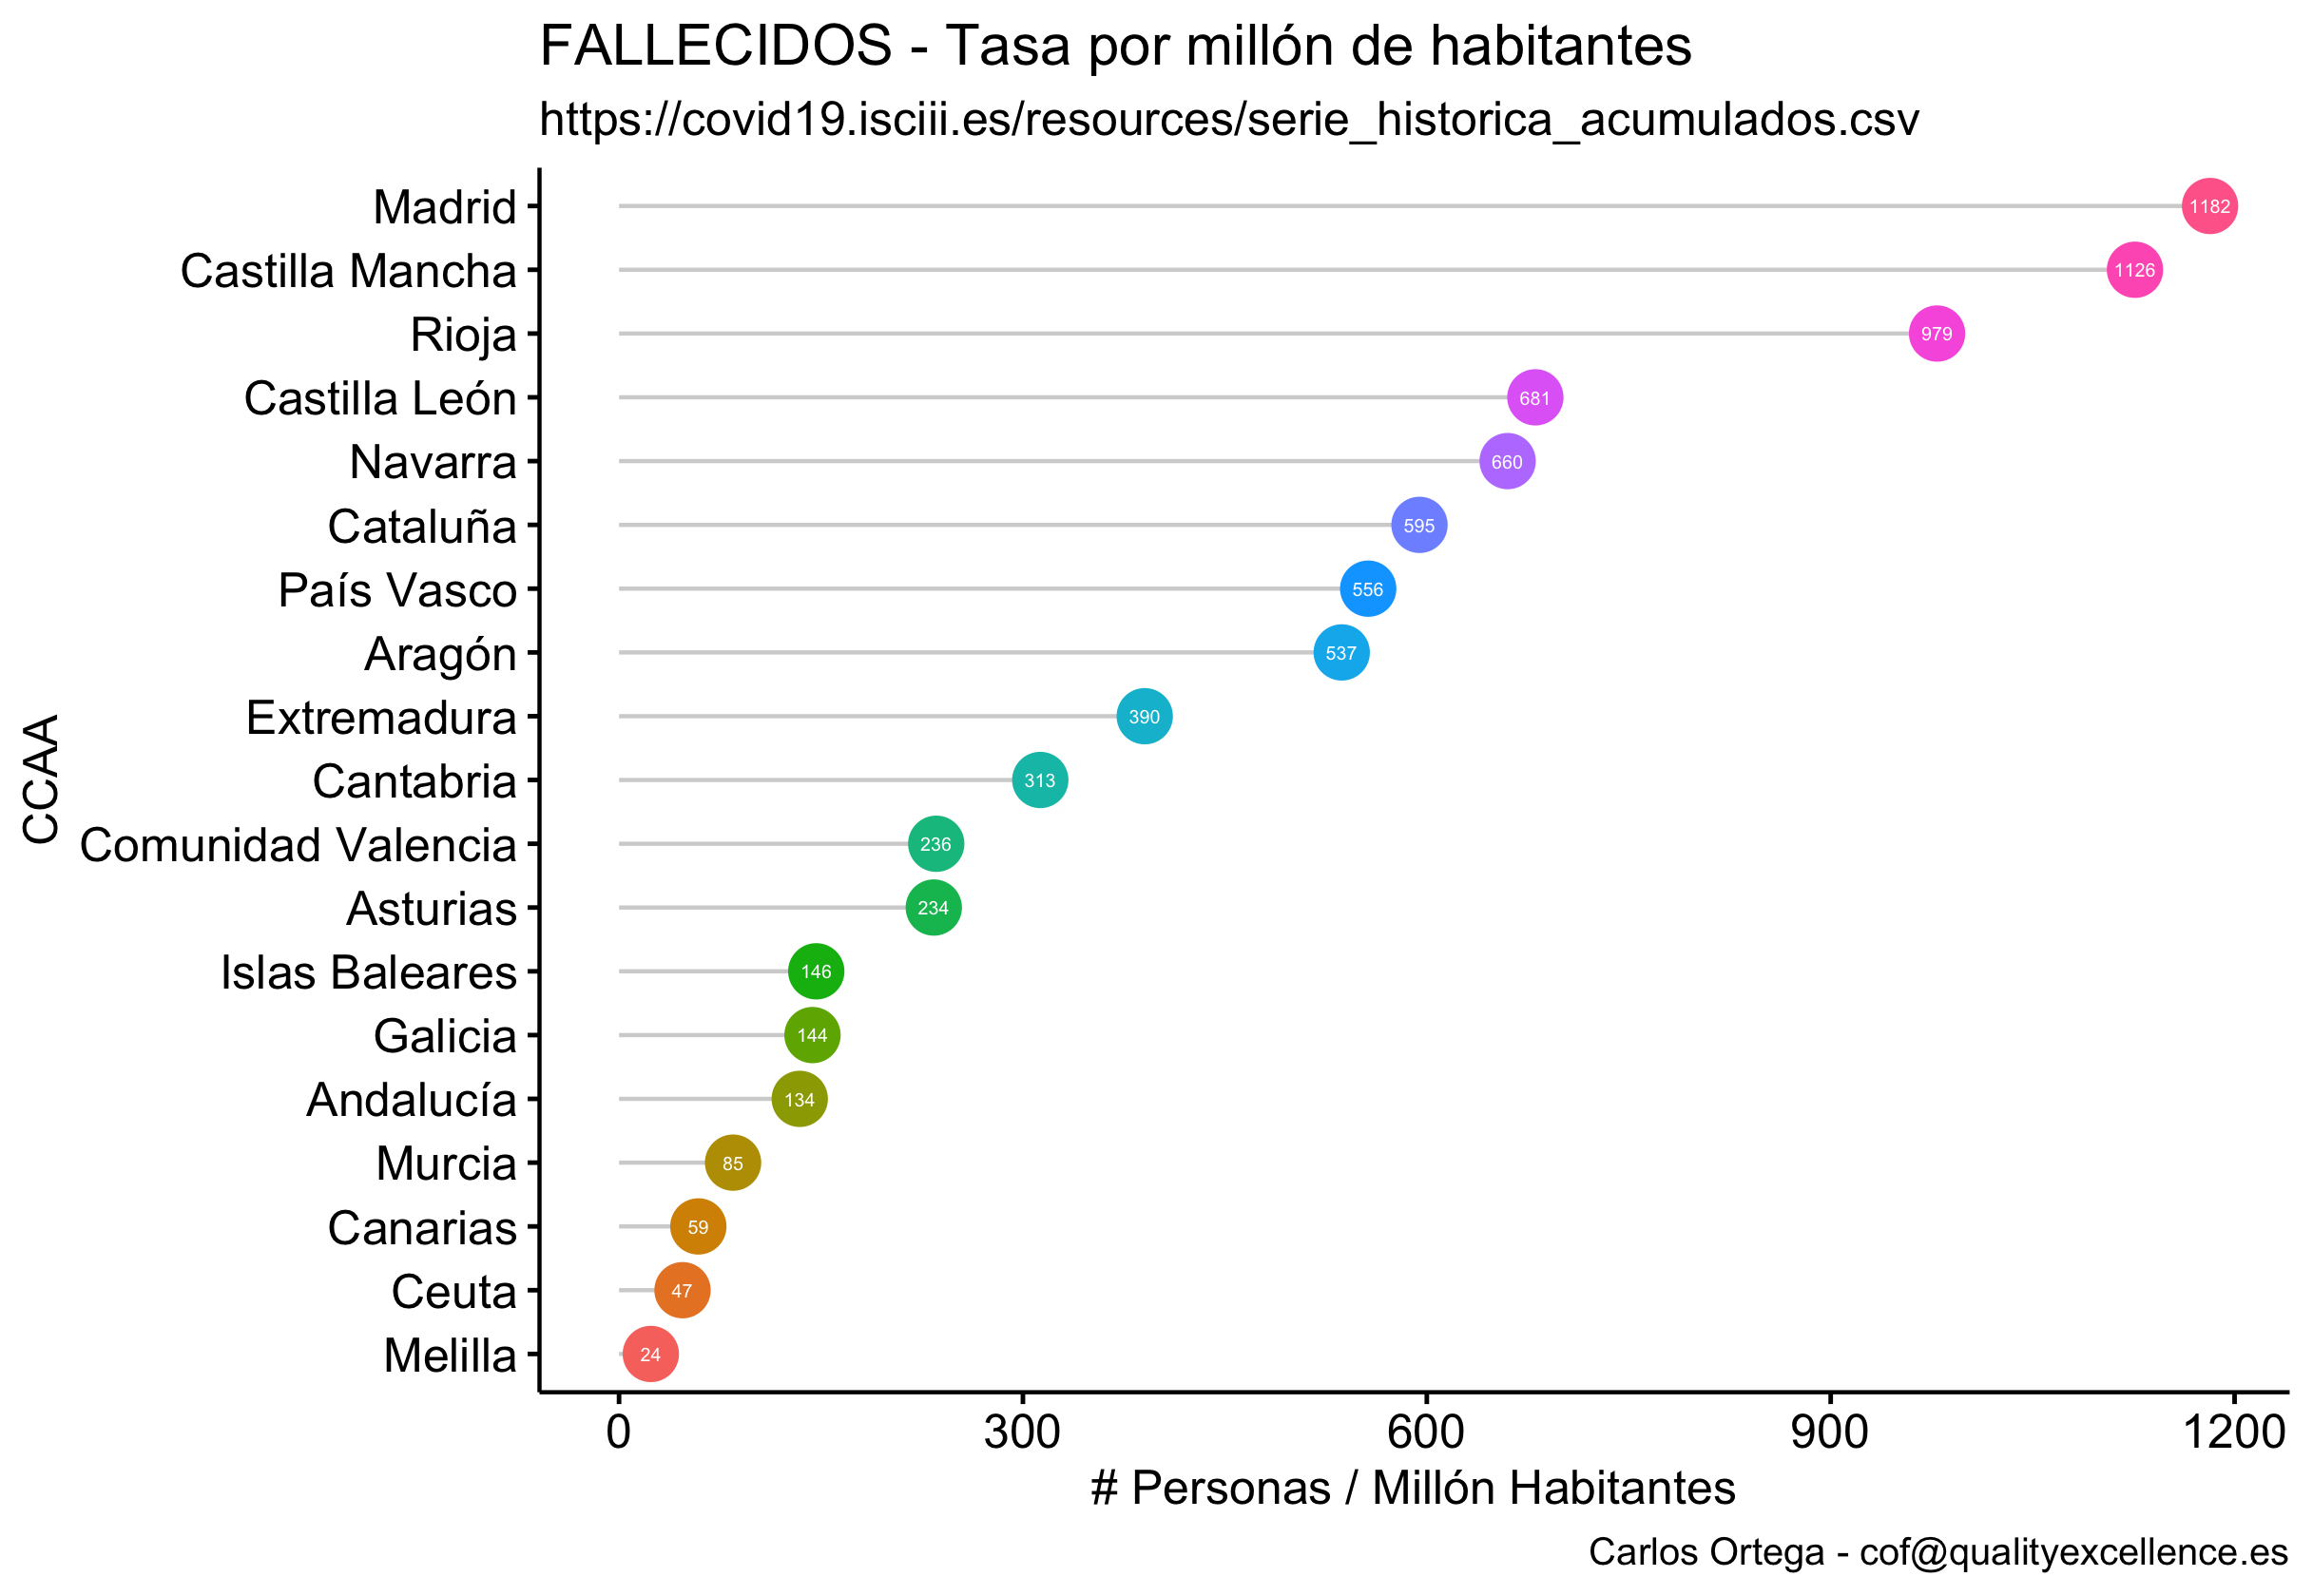 FALLECIDOS - Tasa por millón de habitantes
https://covid19.isciii.es/resources/serie_historica_acumulados.csv
CCAA
Madrid 1182
Castilla Mancha 1126
Rioja 979
Castilla León 681
Navarra 660
Cataluña 595
País Vasco 556
Aragón 537
Extremadura 390
Cantabria 313
Comunidad Valencia 236
Asturias 234
Islas Baleares 146
Galicia 144
Andalucía 134
Murcia 85
Canarias 59
Ceuta 47
Melilla 24
0 300 600 900 1200
# Personas / Millón Habitantes
Carlos Ortega - cof@qualityexcellence.es